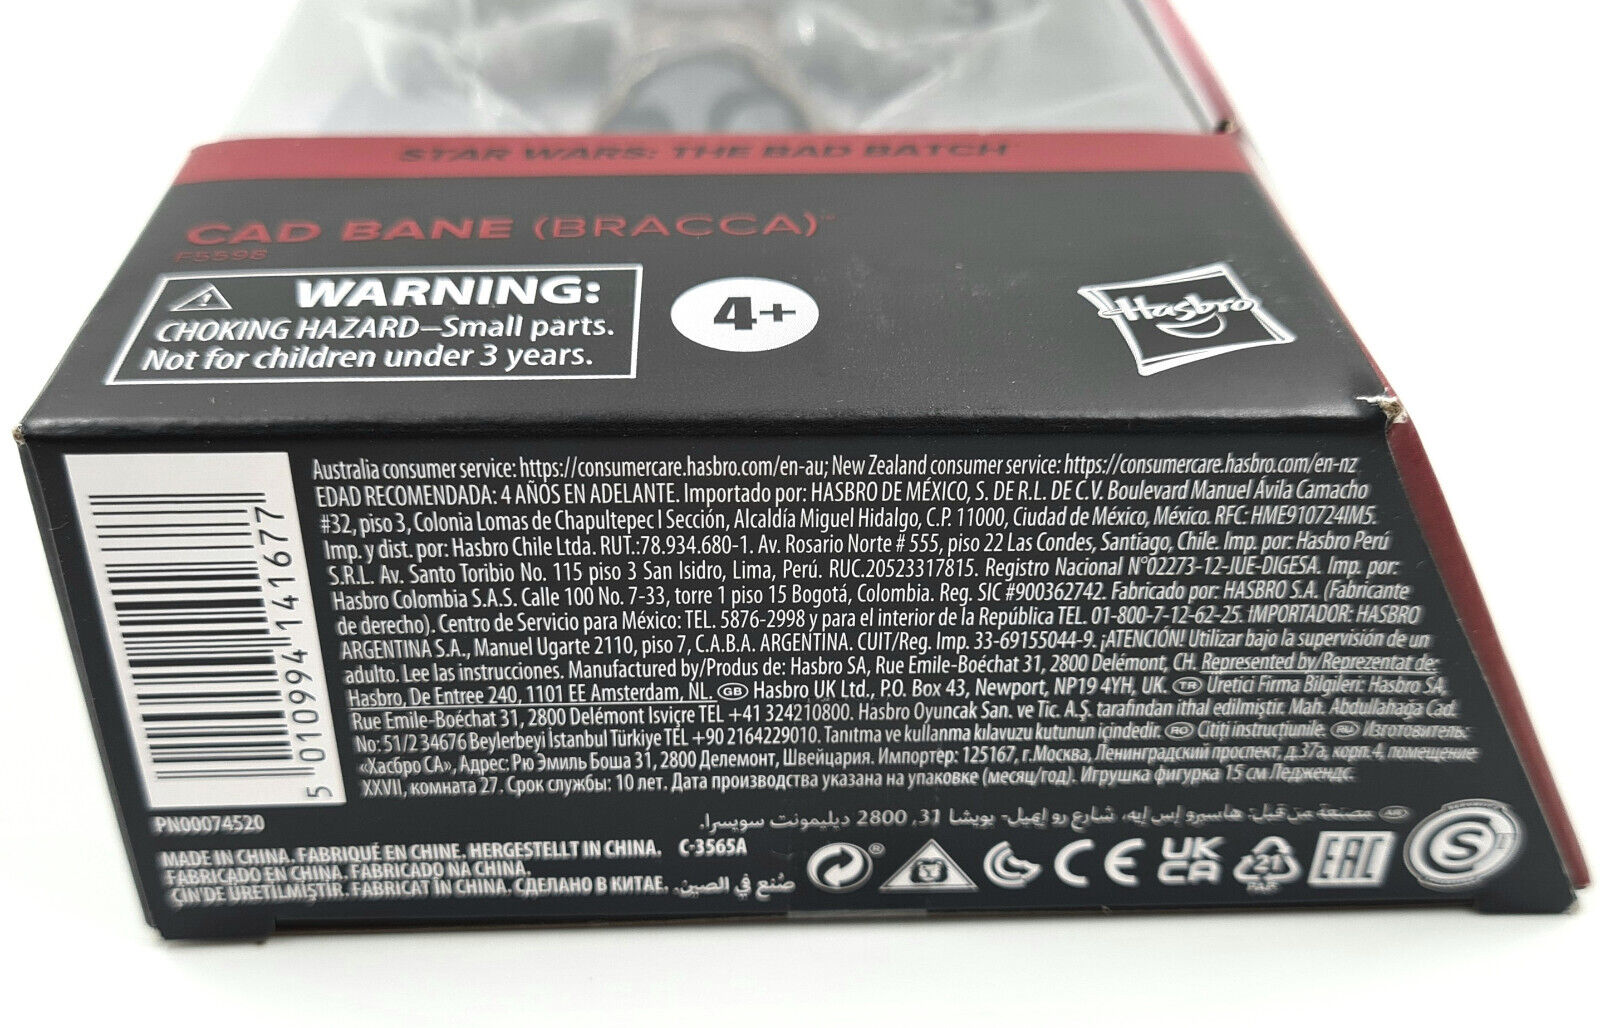 STAR WARS: THE BAD BATCH
CAD BANE (BRACCA)™
F5598
WARNING:
CHOKING HAZARD—Small parts.
Not for children under 3 years.
4+
Hasbro
Australia consumer service: https://consumercare.hasbro.com/en-au; New Zealand consumer service: https://consumercare.hasbro.com/en-nz
EDAD RECOMENDADA: 4 AÑOS EN ADELANTE. Importado por: HASBRO DE MÉXICO, S. DE R.L. DE C.V. Boulevard Manuel Ávila Camacho
#32, piso 3, Colonia Lomas de Chapultepec I Sección, Alcaldía Miguel Hidalgo, C.P. 11000, Ciudad de México, México. RFC: HME910724IM5.
Imp. y dist. por: Hasbro Chile Ltda. RUT.:78.934.680-1. Av. Rosario Norte # 555, piso 22 Las Condes, Santiago, Chile. Imp. por: Hasbro Perú
S.R.L. Av. Santo Toribio No. 115 piso 3 San Isidro, Lima, Perú. RUC.20523317815. Registro Nacional N°02273-12-JUE-DIGESA. Imp. por:
Hasbro Colombia S.A.S. Calle 100 No. 7-33, torre 1 piso 15 Bogotá, Colombia. Reg. SIC #900362742. Fabricado por: HASBRO S.A. (Fabricante
de derecho). Centro de Servicio para México: TEL. 5876-2998 y para el interior de la República TEL. 01-800-7-12-62-25. IMPORTADOR: HASBRO
ARGENTINA S.A., Manuel Ugarte 2110, piso 7, C.A.B.A. ARGENTINA. CUIT/Reg. Imp. 33-69155044-9. ¡ATENCIÓN! Utilizar bajo la supervisión de un
adulto. Lee las instrucciones. Manufactured by/Produs de: Hasbro SA, Rue Emile-Boéchat 31, 2800 Delémont, CH. Represented by/Reprezentat de:
Hasbro, De Entree 240, 1101 EE Amsterdam, NL. GB Hasbro UK Ltd., P.O. Box 43, Newport, NP19 4YH, UK. TR Üretici Firma Bilgileri: Hasbro SA,
Rue Emile-Boéchat 31, 2800 Delémont Isviçre TEL +41 324210800. Hasbro Oyuncak San. ve Tic. A.Ş. tarafından ithal edilmiştir. Mah. Abdullahağa Cad.
No: 51/2 34676 Beylerbeyi İstanbul Türkiye TEL +90 2164229010. Tanıtma ve kullanma kılavuzu kutunun içindedir. RO Citiți instrucțiunile. RU Изготовитель:
«Хасбро СА», Адрес: Рю Эмиль Боша 31, 2800 Делемонт, Швейцария. Импортер: 125167, г.Москва, Ленинградский проспект, д.37а, корп.4, помещение
XXVII, комната 27. Срок службы: 10 лет. Дата производства указана на упаковке (месяц/год). Игрушка фигурка 15 см Леджендс.
AR مصنعة من قبل: هاسبرو إس إيه، شارع رو إيميل- بويشا 31، 2800 ديليمونت سويسرا.
5 010994 141677
PN00074520
MADE IN CHINA. FABRIQUÉ EN CHINE. HERGESTELLT IN CHINA. C-3565A
FABRICADO EN CHINA. FABRICADO NA CHINA.
ÇİN'DE ÜRETİLMİŞTİR. FABRICAT ÎN CHINA. СДЕЛАНО В КИТАЕ. صُنع في الصين.
® CE UK CA 21 PAP EAC S